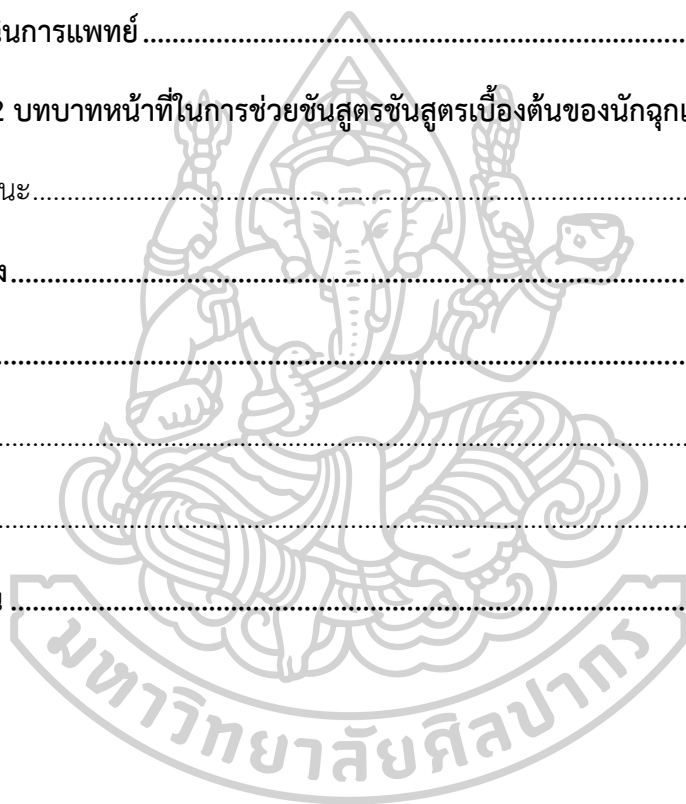 นการแพทย์
2 บทบาทหน้าที่ในการช่วยชันสูตรชันสูตรเบื้องต้นของนักฉุก
นะ
ง
น
มหาวิทยาลัยศิลปากร